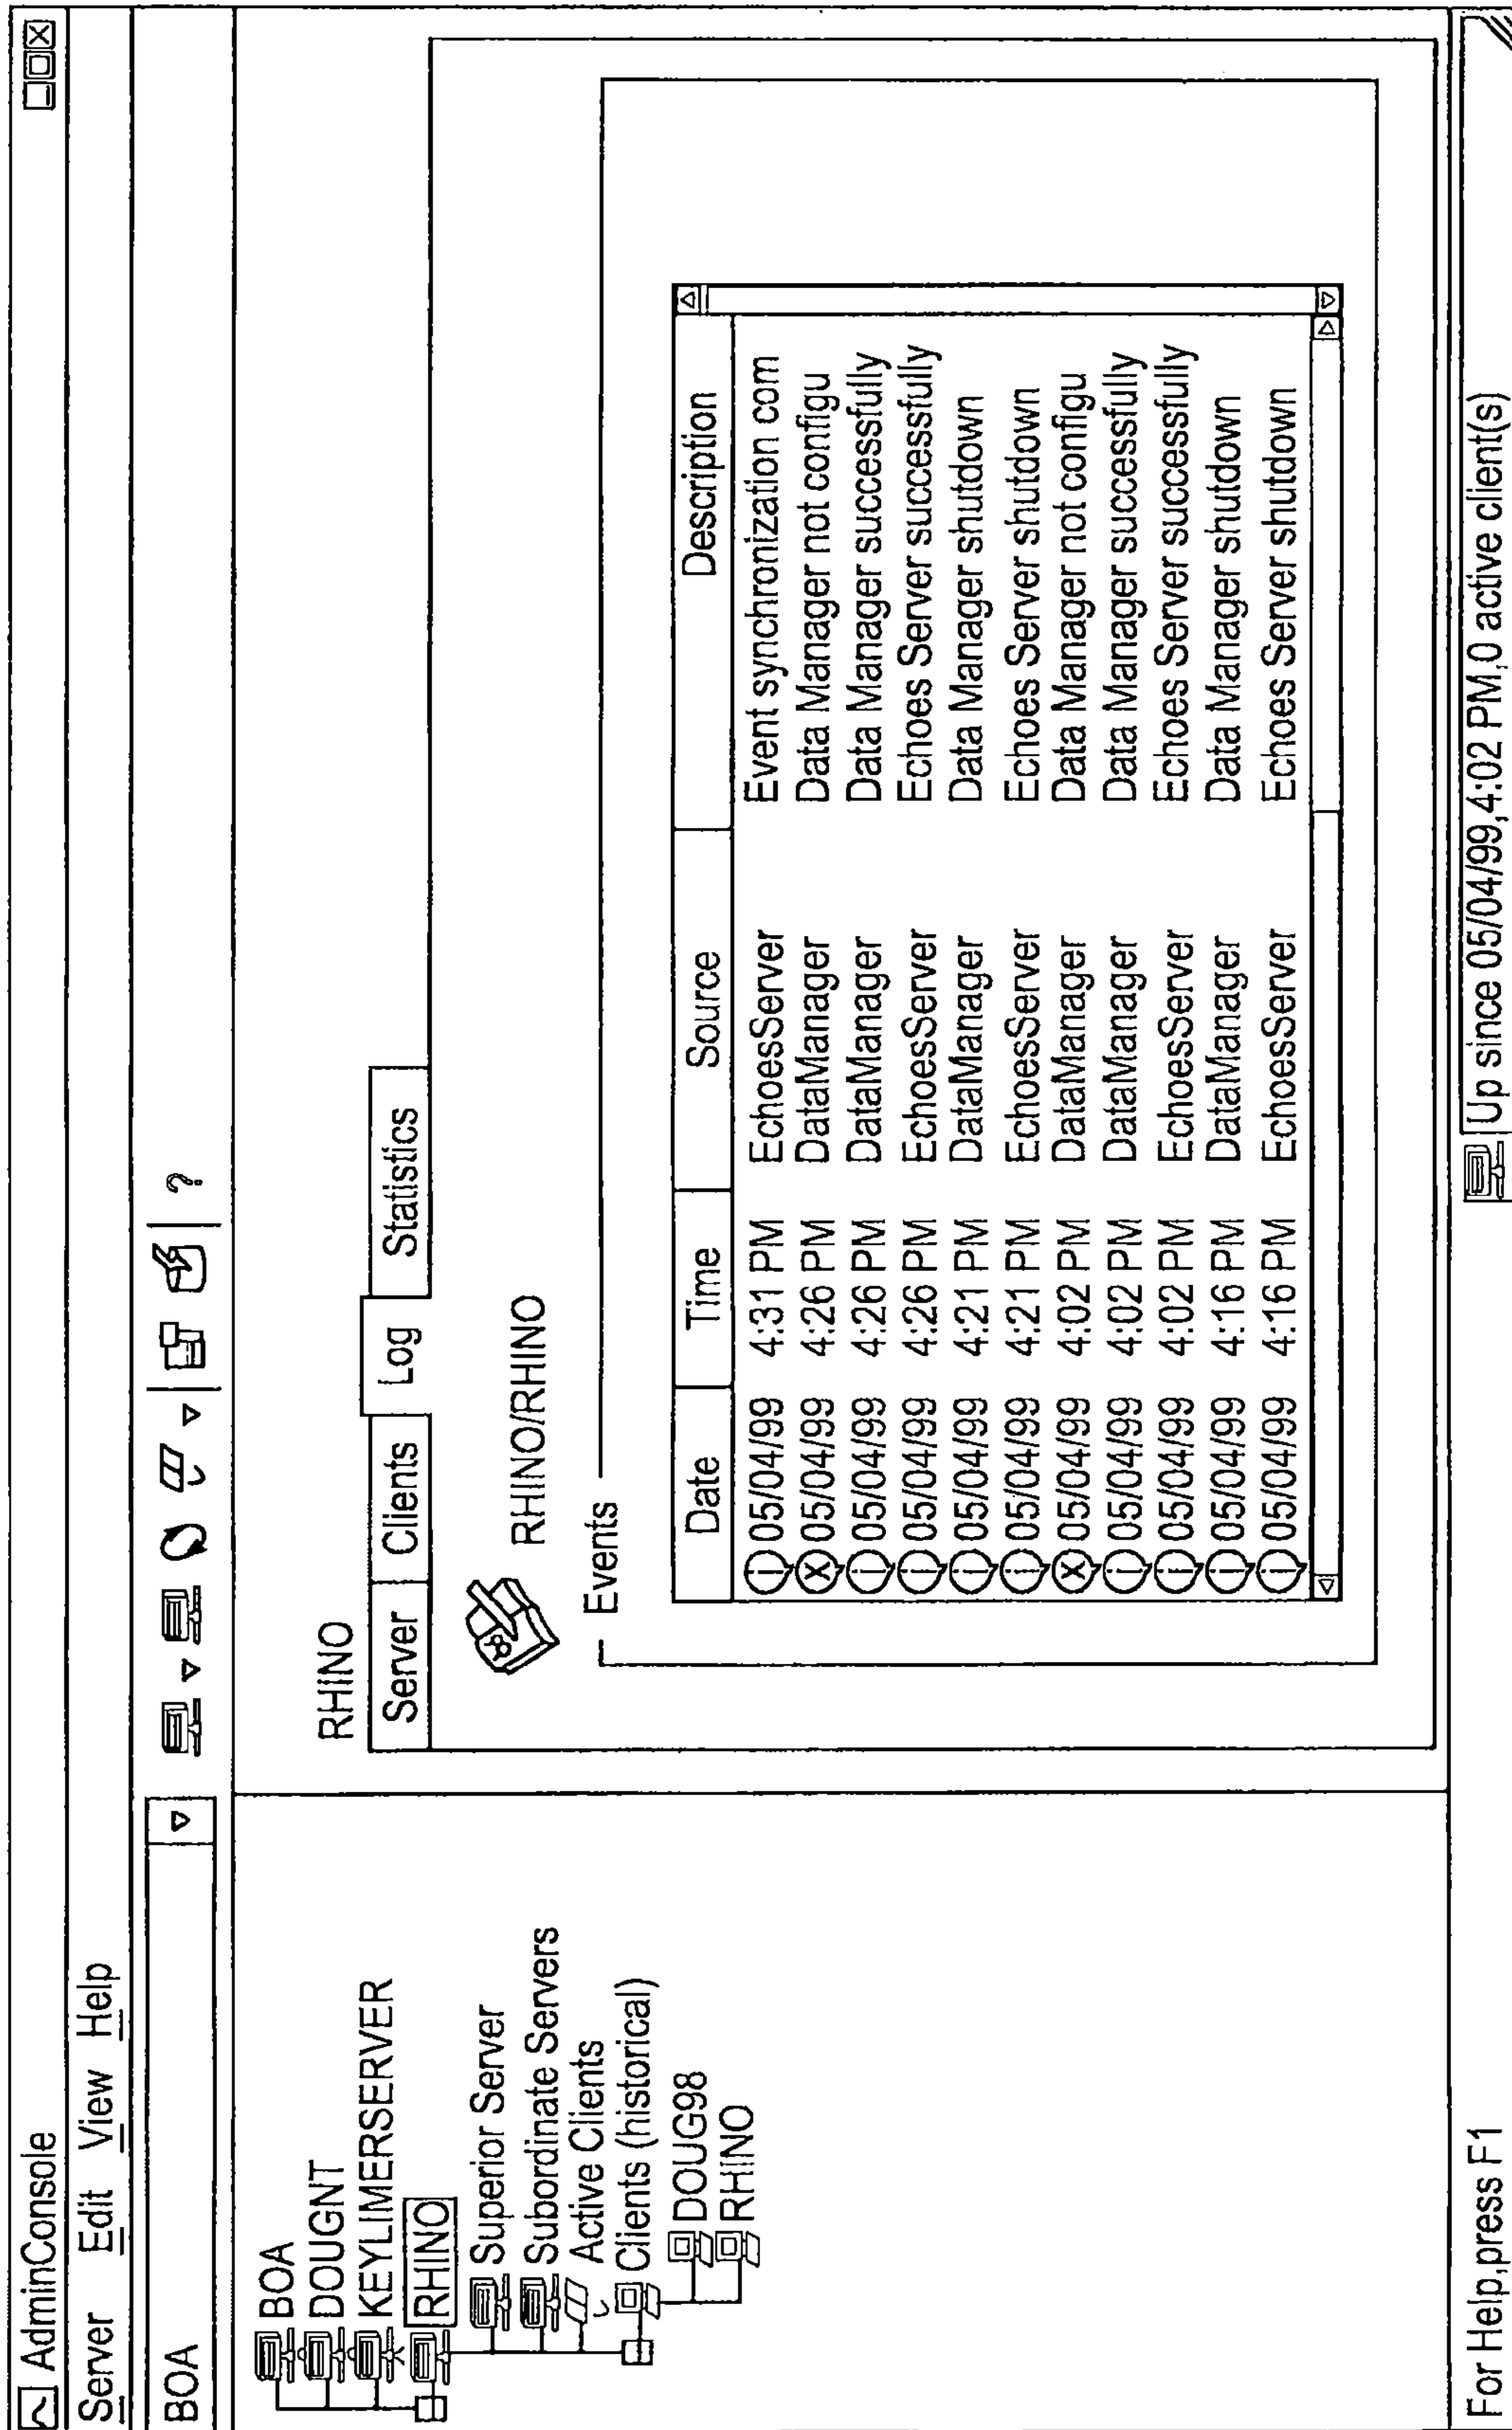 AdminConsole
Server Edit View Help
BOA
?
BOA
DOUGNT
KEYLIMERSERVER
RHINO
Superior Server
Subordinate Servers
Active Clients
Clients (historical)
DOUG98
RHINO
RHINO
Server Clients Log Statistics
RHINO/RHINO
Events
Date Time Source Description
05/04/99 4:31 PM EchoesServer Event synchronization com
05/04/99 4:26 PM DataManager Data Manager not configu
05/04/99 4:26 PM DataManager Data Manager successfully
05/04/99 4:26 PM EchoesServer Echoes Server successfully
05/04/99 4:21 PM DataManager Data Manager shutdown
05/04/99 4:21 PM EchoesServer Echoes Server shutdown
05/04/99 4:02 PM DataManager Data Manager not configu
05/04/99 4:02 PM DataManager Data Manager successfully
05/04/99 4:02 PM EchoesServer Echoes Server successfully
05/04/99 4:16 PM DataManager Data Manager shutdown
05/04/99 4:16 PM EchoesServer Echoes Server shutdown
For Help,press F1
Up since 05/04/99,4:02 PM,0 active client(s)